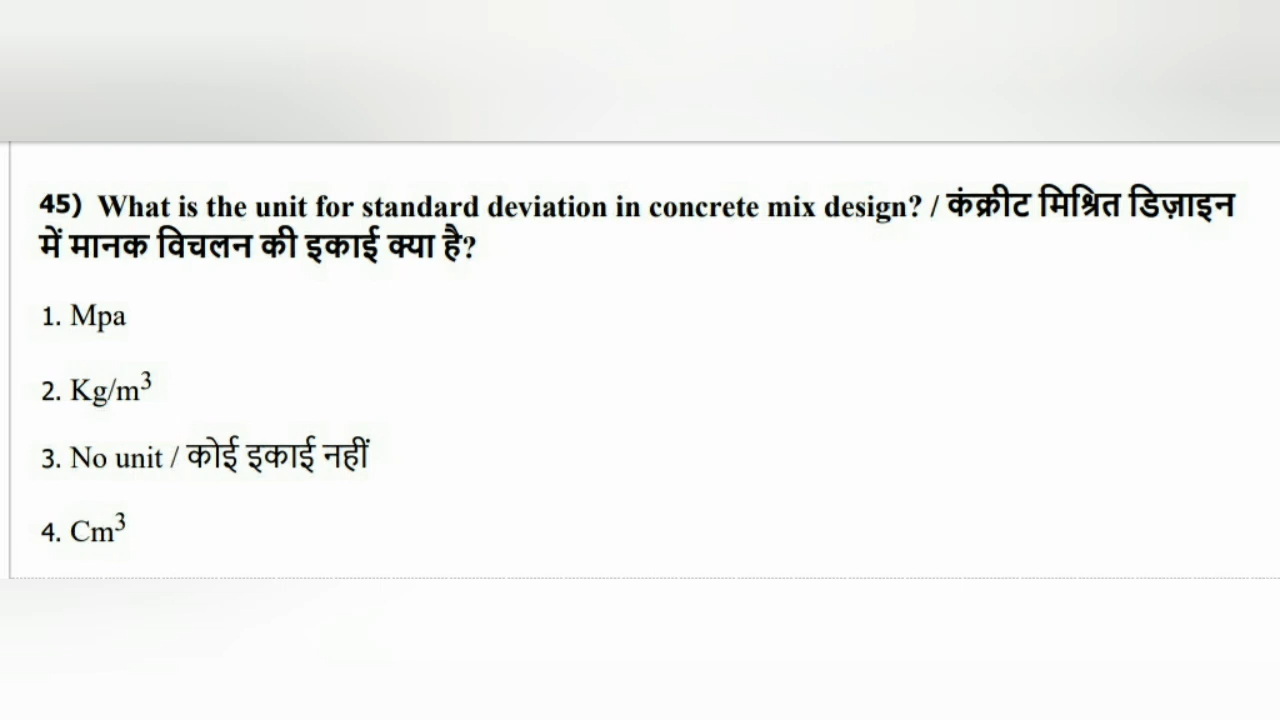 45) What is the unit for standard deviation in concrete mix design? / कंक्रीट मिश्रित डिज़ाइन
में मानक विचलन की इकाई क्या है?
1. Mpa
2. Kg/m³
3. No unit / कोई इकाई नहीं
4. Cm³